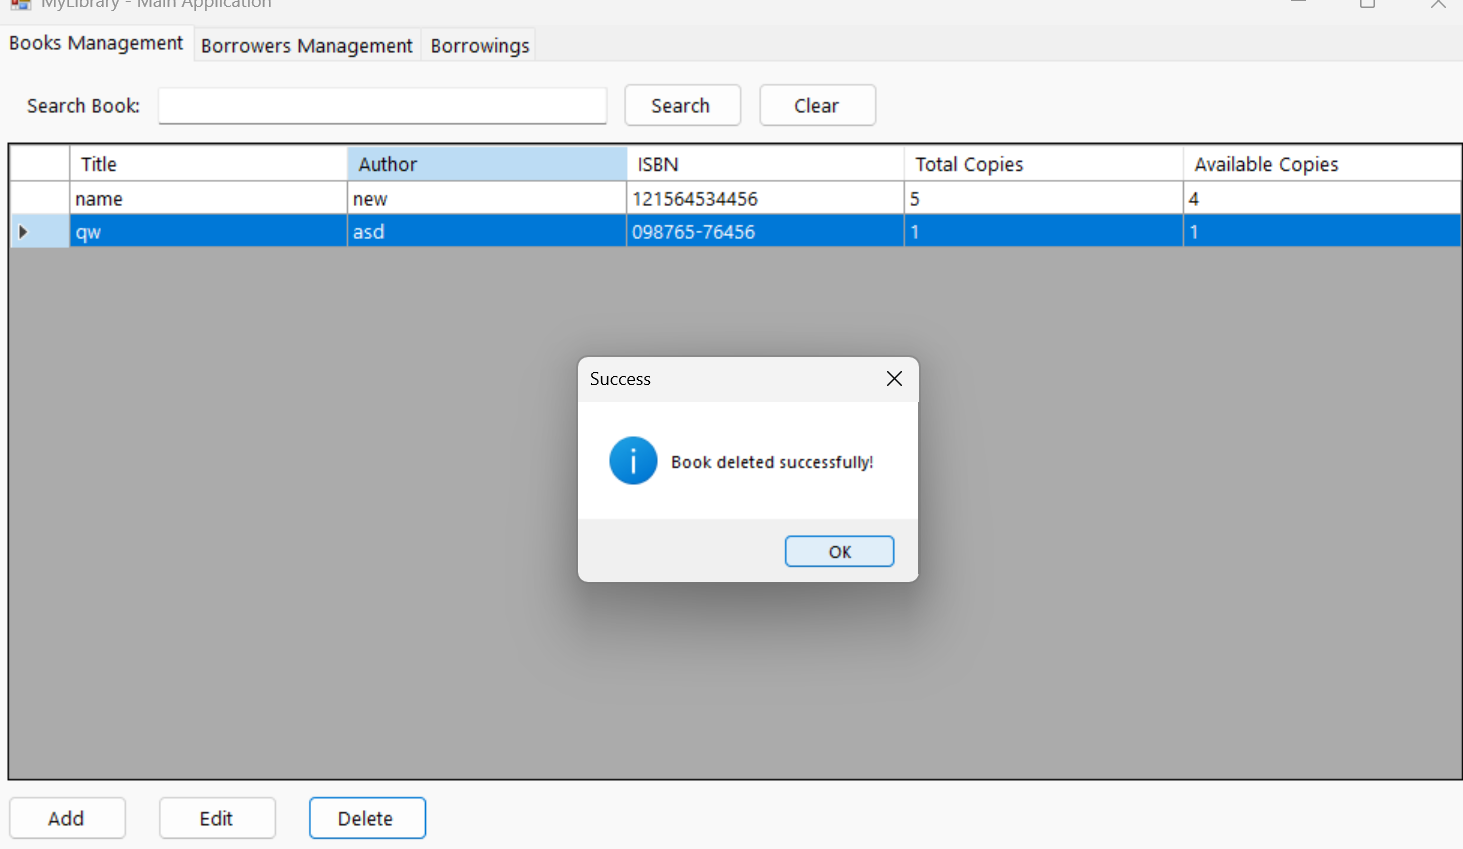 MyLibrary - Main Application
Books Management Borrowers Management Borrowings
Search Book: Search Clear
Title Author ISBN Total Copies Available Copies
name new 121564534456 5 4
qw asd 098765-76456 1 1
Success
Book deleted successfully!
OK
Add Edit Delete